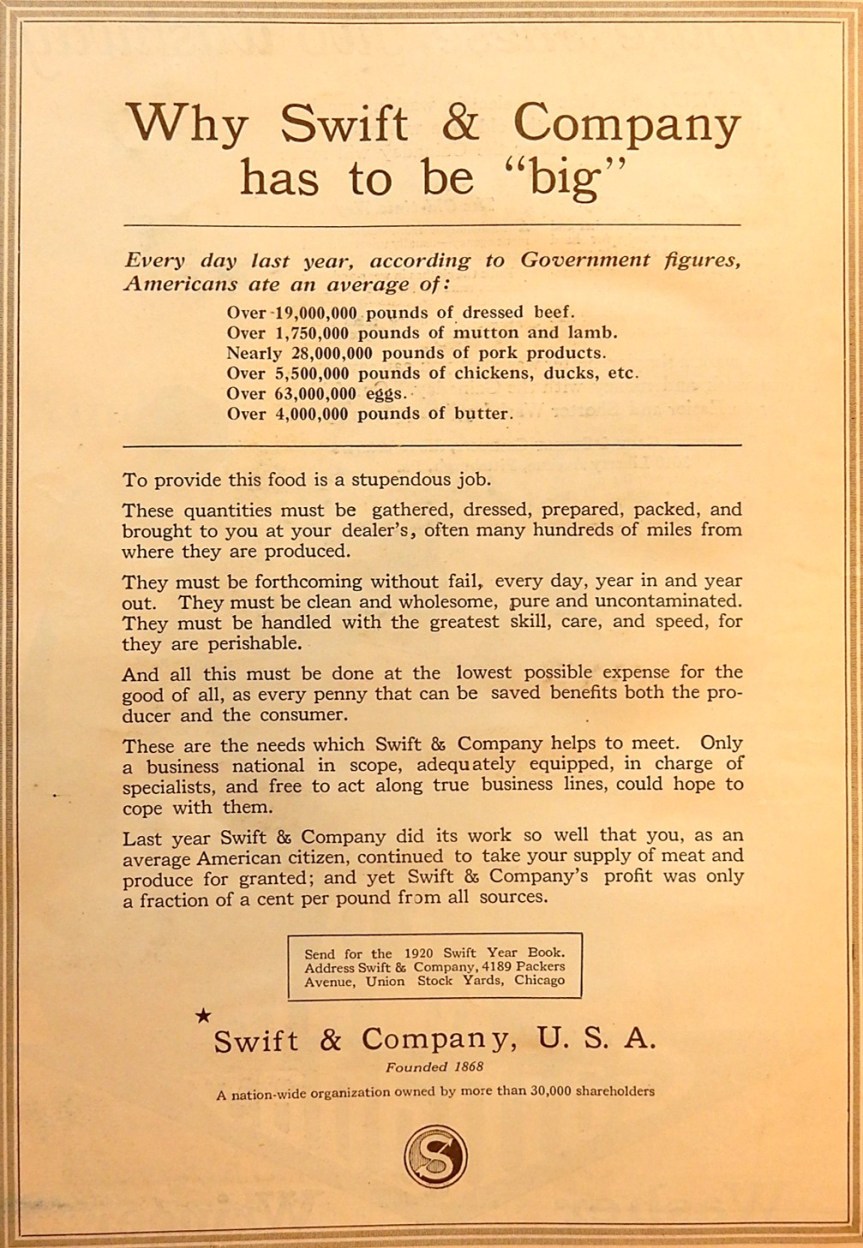 Why Swift & Company
has to be “big”
Every day last year, according to Government figures,
Americans ate an average of:
Over 19,000,000 pounds of dressed beef.
Over 1,750,000 pounds of mutton and lamb.
Nearly 28,000,000 pounds of pork products.
Over 5,500,000 pounds of chickens, ducks, etc.
Over 63,000,000 eggs.
Over 4,000,000 pounds of butter.
To provide this food is a stupendous job.
These quantities must be gathered, dressed, prepared, packed, and
brought to you at your dealer’s, often many hundreds of miles from
where they are produced.
They must be forthcoming without fail, every day, year in and year
out. They must be clean and wholesome, pure and uncontaminated.
They must be handled with the greatest skill, care, and speed, for
they are perishable.
And all this must be done at the lowest possible expense for the
good of all, as every penny that can be saved benefits both the pro-
ducer and the consumer.
These are the needs which Swift & Company helps to meet. Only
a business national in scope, adequately equipped, in charge of
specialists, and free to act along true business lines, could hope to
cope with them.
Last year Swift & Company did its work so well that you, as an
average American citizen, continued to take your supply of meat and
produce for granted; and yet Swift & Company’s profit was only
a fraction of a cent per pound from all sources.
Send for the 1920 Swift Year Book.
Address Swift & Company, 4189 Packers
Avenue, Union Stock Yards, Chicago
Swift & Company, U. S. A.
Founded 1868
A nation-wide organization owned by more than 30,000 shareholders
S